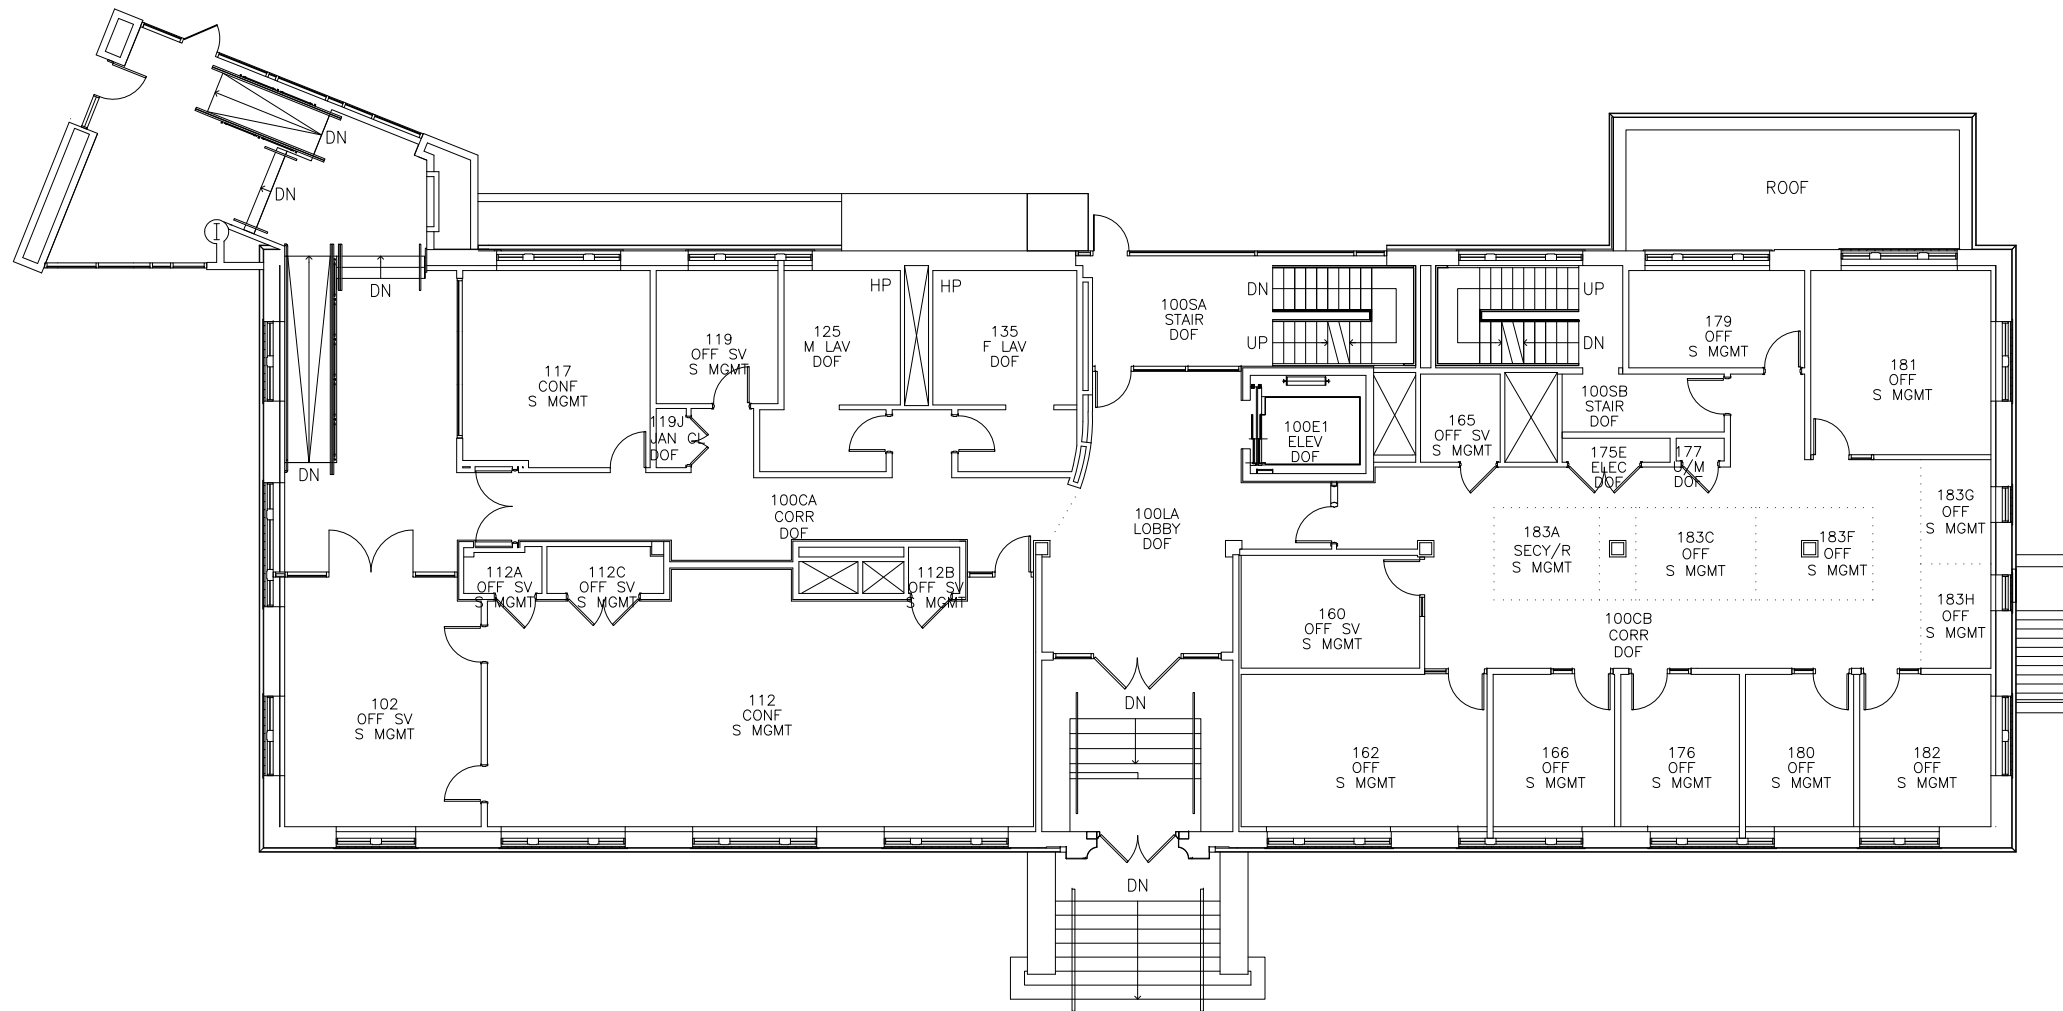 DN
DN
ROOF
DN
DN
117
CONF
S MGMT
119
OFF SV
S MGMT
119J
JAN CL
DOF
HP
125
M LAV
DOF
HP
135
F LAV
DOF
100SA
STAIR
DOF
DN
UP
UP
DN
179
OFF
S MGMT
181
OFF
S MGMT
100E1
ELEV
DOF
165
OFF SV
S MGMT
100SB
STAIR
DOF
175E
ELEC
DOF
177
U/M
DOF
100CA
CORR
DOF
100LA
LOBBY
DOF
183A
SECY/R
S MGMT
183C
OFF
S MGMT
183F
OFF
S MGMT
183G
OFF
S MGMT
183H
OFF
S MGMT
112A
OFF SV
S MGMT
112C
OFF SV
S MGMT
112B
OFF SV
S MGMT
160
OFF SV
S MGMT
100CB
CORR
DOF
102
OFF SV
S MGMT
112
CONF
S MGMT
DN
162
OFF
S MGMT
166
OFF
S MGMT
176
OFF
S MGMT
180
OFF
S MGMT
182
OFF
S MGMT
DN
I